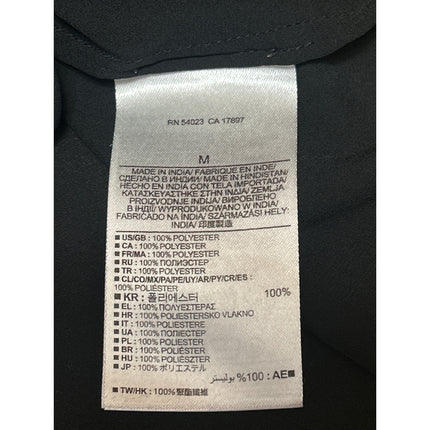 RN 54023 CA 17897
M
MADE IN INDIA/ FABRIQUE EN INDE/
СДЕЛАНО В ИНДИИ/ MADE IN HINDISTAN/
HECHO EN INDIA CON TELA IMPORTADA/
ΚΑΤΑΣΚΕΥΑΣΤΗΚΕ ΣΤΗΝ ΙΝΔΙΑ/ ZEMLJA
PROIZVODNJE INDIJA/ ВИРОБЛЕНО
В ІНДІЇ/ WYPRODUKOWANO W INDIA/
FABRICADO NA INDIA/ SZÁRMAZÁSI HELY:
INDIA/ 印度製造
US/GB : 100% POLYESTER
CA : 100% POLYESTER
FR/MA : 100% POLYESTER
RU : 100% ПОЛИЭСТЕР
TR : 100% POLYESTER
CL/CO/MX/PA/PE/UY/AR/PY/CR/ES :
100% POLIÉSTER
KR : 폴리에스터 100%
EL : 100% ΠΟΛΥΕΣΤΕΡΑΣ
HR : 100% POLIESTERSKO VLAKNO
IT : 100% POLIESTERE
UA : 100% ПОЛІЕСТЕР
PL : 100% POLIESTER
BR : 100% POLIÉSTER
HU : 100% POLIÉSZTER
JP : 100% ポリエステル
AE : 100% بوليستر
TW/HK : 100% 聚酯纖維